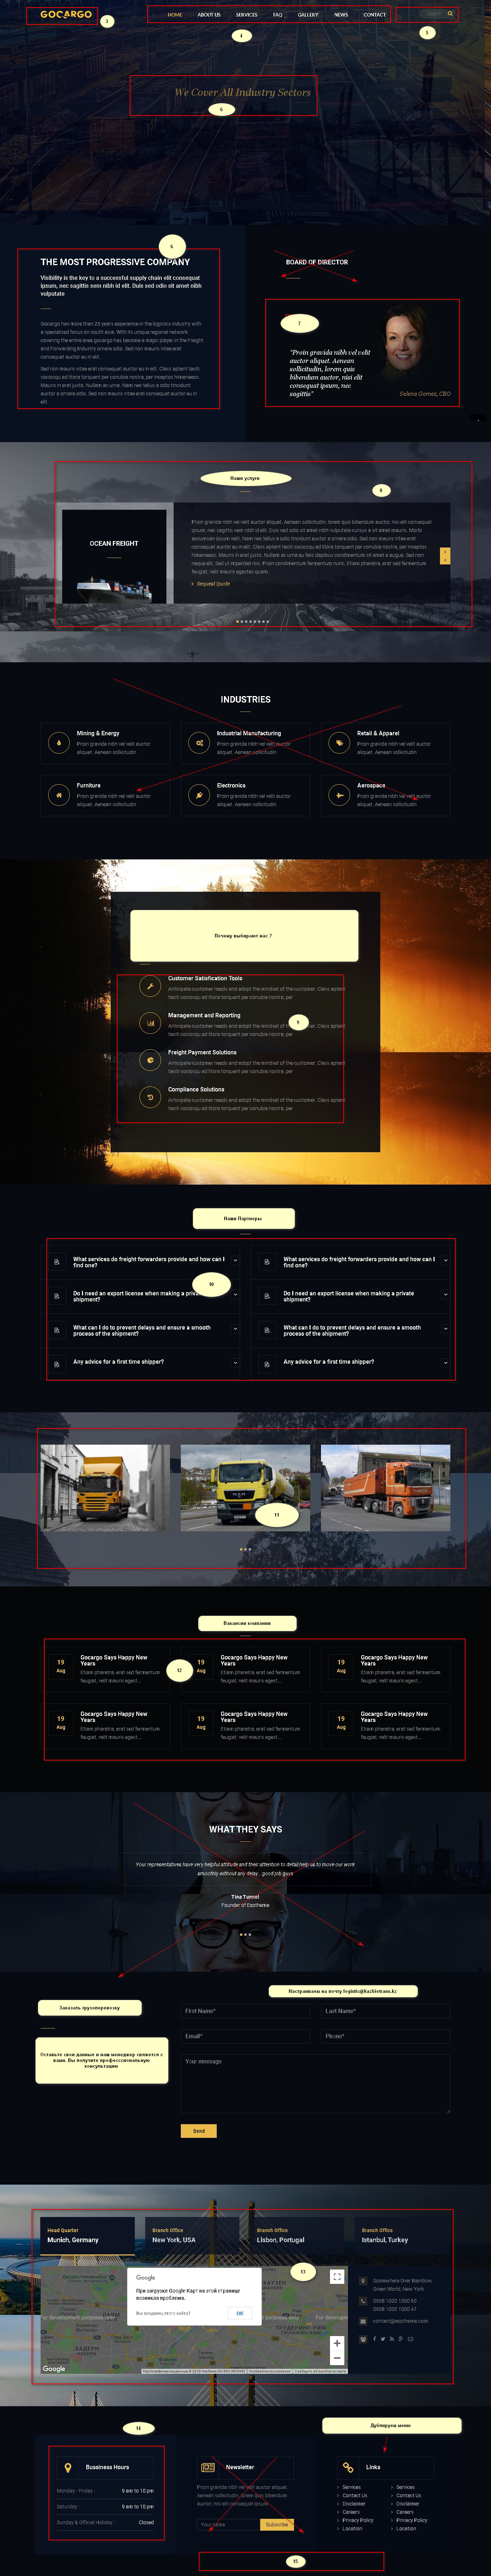 GOCARGO
HOME ABOUT US SERVICES FAQ GALLERY NEWS CONTACT
3
4
5
We Cover All Industry Sectors
6
6
THE MOST PROGRESSIVE COMPANY
Visibility is the key to a successful supply chain elit consequat
ipsum, nec sagittis sem nibh id elit. Duis sed odio sit amet nibh
vulputate
Gocargo has more than 25 years experience in the logistics industry with
a specialized focus on south asia. With its unique regional network
covering the entire area gocargo has become a major player in the Freight
and Forwarding industry ornare odio. Sed non mauris vitae erat
consequat auctor eu in elit.
Sed non mauris vitae erat consequat auctor eu in elit. Class aptent taciti
sociosqu ad litora torquent per conubia nostra, per inceptos himenaeos.
Mauris in erat justo. Nullam ac urna. Nam nec tellus a odio tincidunt
auctor a ornare odio. Sed non mauris vitae erat consequat auctor eu in
elit.
BOARD OF DIRECTOR
7
"Proin gravida nibh vel velit
auctor aliquet. Aenean
sollicitudin, lorem quis
bibendum auctor, nisi elit
consequat ipsum, nec
sagittis"
Selena Gomez, CEO
Наши услуги
8
OCEAN FREIGHT
Proin gravida nibh vel velit auctor aliquet. Aenean sollicitudin, lorem quis bibendum auctor, nisi elit consequat
ipsum, nec sagittis sem nibh id elit. Duis sed odio sit amet nibh vulputate cursus a sit amet mauris. Morbi
accumsan ipsum velit. Nam nec tellus a odio tincidunt auctor a ornare odio. Sed non mauris vitae erat
consequat auctor eu in elit. Class aptent taciti sociosqu ad litora torquent per conubia nostra, per inceptos
himenaeos. Mauris in erat justo. Nullam ac urna eu felis dapibus condimentum sit amet a augue. Sed non
neque elit. Sed ut imperdiet nisi. Proin condimentum fermentum nunc. Etiam pharetra, erat sed fermentum
feugiat, velit mauris egestas quam.
Request Quote
INDUSTRIES
Mining & Energy
Proin gravida nibh vel velit auctor
aliquet. Aenean sollicitudin
Industrial Manufacturing
Proin gravida nibh vel velit auctor
aliquet. Aenean sollicitudin
Retail & Apparel
Proin gravida nibh vel velit auctor
aliquet. Aenean sollicitudin
Furniture
Proin gravida nibh vel velit auctor
aliquet. Aenean sollicitudin
Electronics
Proin gravida nibh vel velit auctor
aliquet. Aenean sollicitudin
Aerospace
Proin gravida nibh vel velit auctor
aliquet. Aenean sollicitudin
Почему выбирают нас ?
Customer Satisfication Tools
Anticipate customer needs and adopt the mindset of the customer. Class aptent
taciti sociosqu ad litora torquent per conubia nostra, per
Management and Reporting
9
Anticipate customer needs and adopt the mindset of the customer. Class aptent
taciti sociosqu ad litora torquent per conubia nostra, per
Freight Payment Solutions
Anticipate customer needs and adopt the mindset of the customer. Class aptent
taciti sociosqu ad litora torquent per conubia nostra, per
Compliance Solutions
Anticipate customer needs and adopt the mindset of the customer. Class aptent
taciti sociosqu ad litora torquent per conubia nostra, per
Наши Партнеры
What services do freight forwarders provide and how can I
find one?
What services do freight forwarders provide and how can I
find one?
10
Do I need an export license when making a private
shipment?
Do I need an export license when making a private
shipment?
What can I do to prevent delays and ensure a smooth
process of the shipment?
What can I do to prevent delays and ensure a smooth
process of the shipment?
Any advice for a first time shipper?
Any advice for a first time shipper?
11
Вакансии компании
19
Aug
Gocargo Says Happy New
Years
Etiam pharetra, erat sed fermentum
feugiat, velit mauris egest...
12
19
Aug
Gocargo Says Happy New
Years
Etiam pharetra, erat sed fermentum
feugiat, velit mauris egest...
19
Aug
Gocargo Says Happy New
Years
Etiam pharetra, erat sed fermentum
feugiat, velit mauris egest...
19
Aug
Gocargo Says Happy New
Years
Etiam pharetra, erat sed fermentum
feugiat, velit mauris egest...
19
Aug
Gocargo Says Happy New
Years
Etiam pharetra, erat sed fermentum
feugiat, velit mauris egest...
19
Aug
Gocargo Says Happy New
Years
Etiam pharetra, erat sed fermentum
feugiat, velit mauris egest...
WHAT THEY SAYS
Your representatives have very helpful attitude and their attention to detail help us to move our work
smoothly without any delay . good job guys
Tina Tunnel
Founder of Eazthems
Заказать грузоперевозку
Оставьте свои данные и наш менеджер свяжется с
вами, Вы получите профессиональную
консультацию
Настраиваем на почту logistic@kazbiotrans.kz
First Name*
Last Name*
Email*
Phone*
Your message
Send
Head Quarter
Munich, Germany
Branch Office
New York, USA
Branch Office
Lisbon, Portugal
Branch Office
Istanbul, Turkey
13
Google
При загрузке Google Карт на этой странице
возникла проблема.
Вы владелец этого сайта?
OK
For development purposes only
Google
Somewhere Over Rainbow,
Green World, New York
0908 1000 1000 60
0908 1000 1000 47
contact@eazthems.com
14
Bussiness Hours
Monday - Friday : 9 am to 10 pm
Saturday : 9 am to 10 pm
Sunday & Official Holiday : Closed
Newsletter
Proin gravida nibh vel velit auctor aliquet.
Aenean sollicitudin, lorem quis bibendum
auctor, nisi elit consequat ipsum
Your name
Subscribe
Дублируем меню
Links
Services
Contact Us
Disclaimer
Careers
Privacy Policy
Location
Services
Contact Us
Disclaimer
Careers
Privacy Policy
Location
15